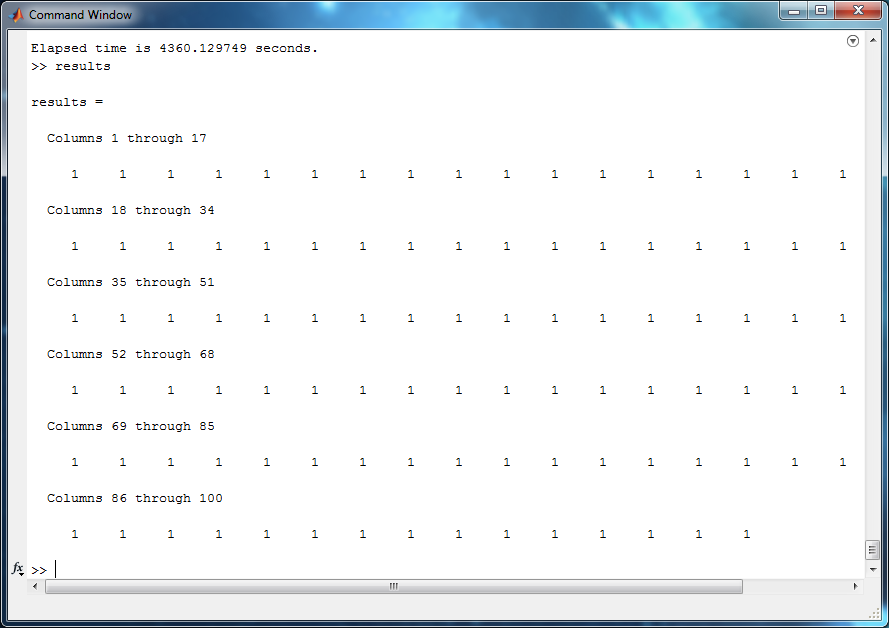 Command Window
Elapsed time is 4360.129749 seconds.
>> results
results =
Columns 1 through 17
1 1 1 1 1 1 1 1 1 1 1 1 1 1 1 1 1
Columns 18 through 34
1 1 1 1 1 1 1 1 1 1 1 1 1 1 1 1 1
Columns 35 through 51
1 1 1 1 1 1 1 1 1 1 1 1 1 1 1 1 1
Columns 52 through 68
1 1 1 1 1 1 1 1 1 1 1 1 1 1 1 1 1
Columns 69 through 85
1 1 1 1 1 1 1 1 1 1 1 1 1 1 1 1 1
Columns 86 through 100
1 1 1 1 1 1 1 1 1 1 1 1 1 1 1
fx >>